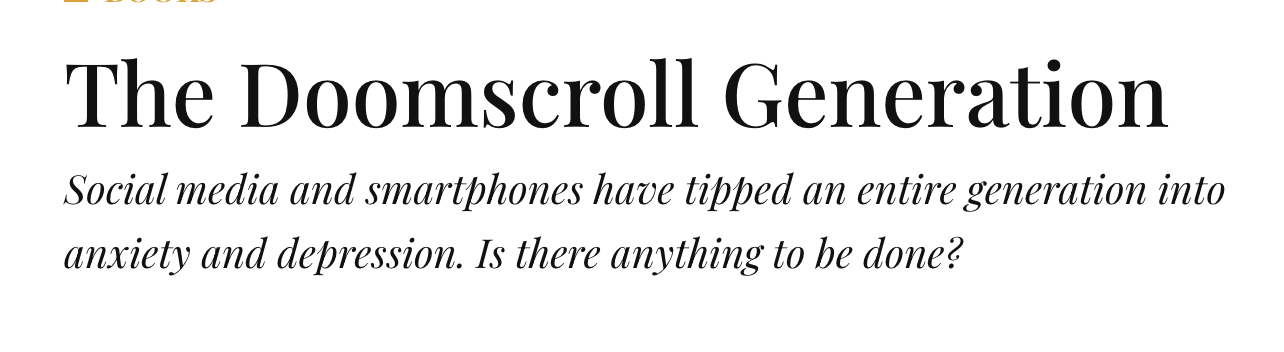 BOOKS
The Doomscroll Generation
Social media and smartphones have tipped an entire generation into
anxiety and depression. Is there anything to be done?